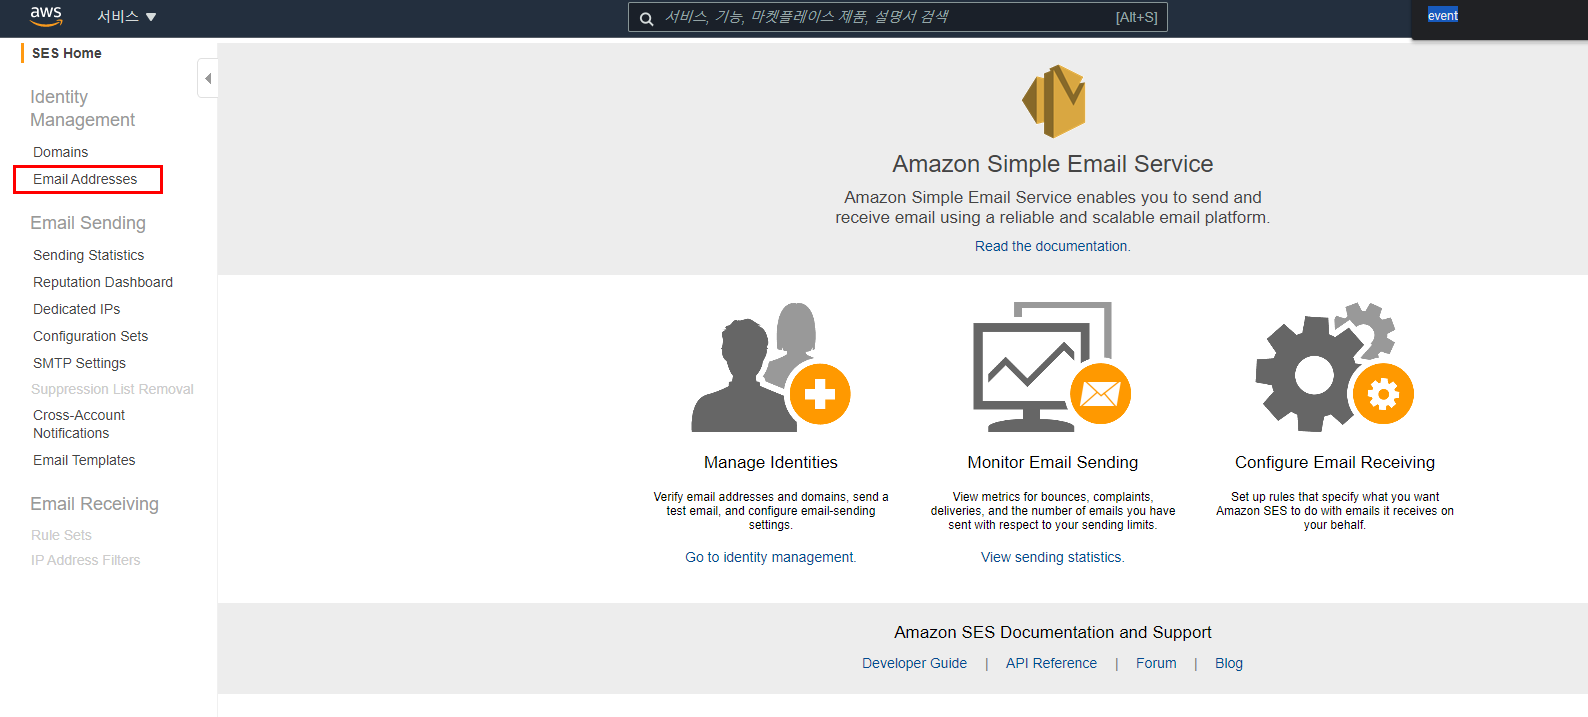 aws
서비스 ▼
서비스, 기능, 마켓플레이스 제품, 설명서 검색
[Alt+S]
event
SES Home
Identity
Management
Domains
Email Addresses
Email Sending
Sending Statistics
Reputation Dashboard
Dedicated IPs
Configuration Sets
SMTP Settings
Suppression List Removal
Cross-Account
Notifications
Email Templates
Email Receiving
Rule Sets
IP Address Filters
Amazon Simple Email Service
Amazon Simple Email Service enables you to send and
receive email using a reliable and scalable email platform.
Read the documentation.
Manage Identities
Verify email addresses and domains, send a
test email, and configure email-sending
settings.
Go to identity management.
Monitor Email Sending
View metrics for bounces, complaints,
deliveries, and the number of emails you have
sent with respect to your sending limits.
View sending statistics.
Configure Email Receiving
Set up rules that specify what you want
Amazon SES to do with emails it receives on
your behalf.
Amazon SES Documentation and Support
Developer Guide | API Reference | Forum | Blog